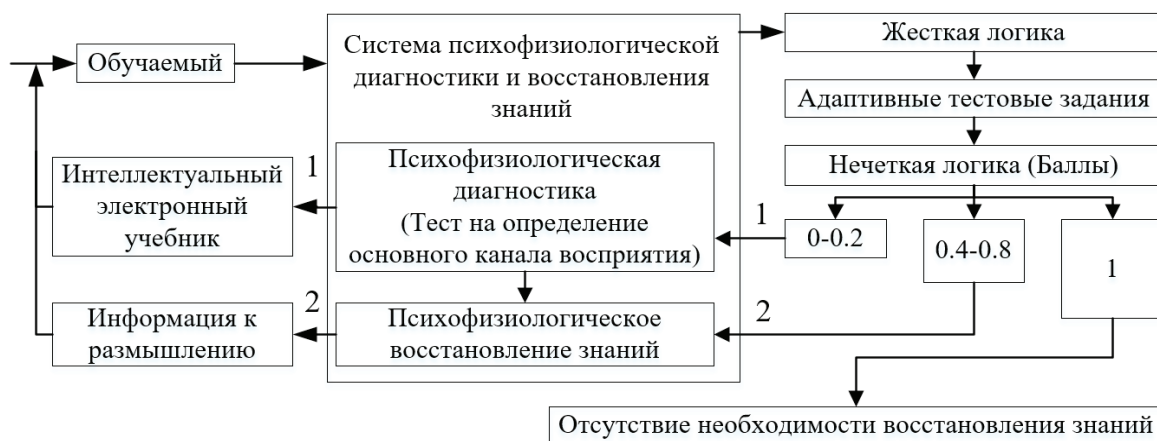 Обучаемый
Система психофизиологической
диагностики и восстановления
знаний
Жесткая логика
Адаптивные тестовые задания
Нечеткая логика (Баллы)
Интеллектуальный
электронный
учебник
1
Психофизиологическая
диагностика
(Тест на определение
основного канала восприятия)
1
0-0.2
0.4-0.8
1
Информация к
размышлению
2
Психофизиологическое
восстановление знаний
2
Отсутствие необходимости восстановления знаний